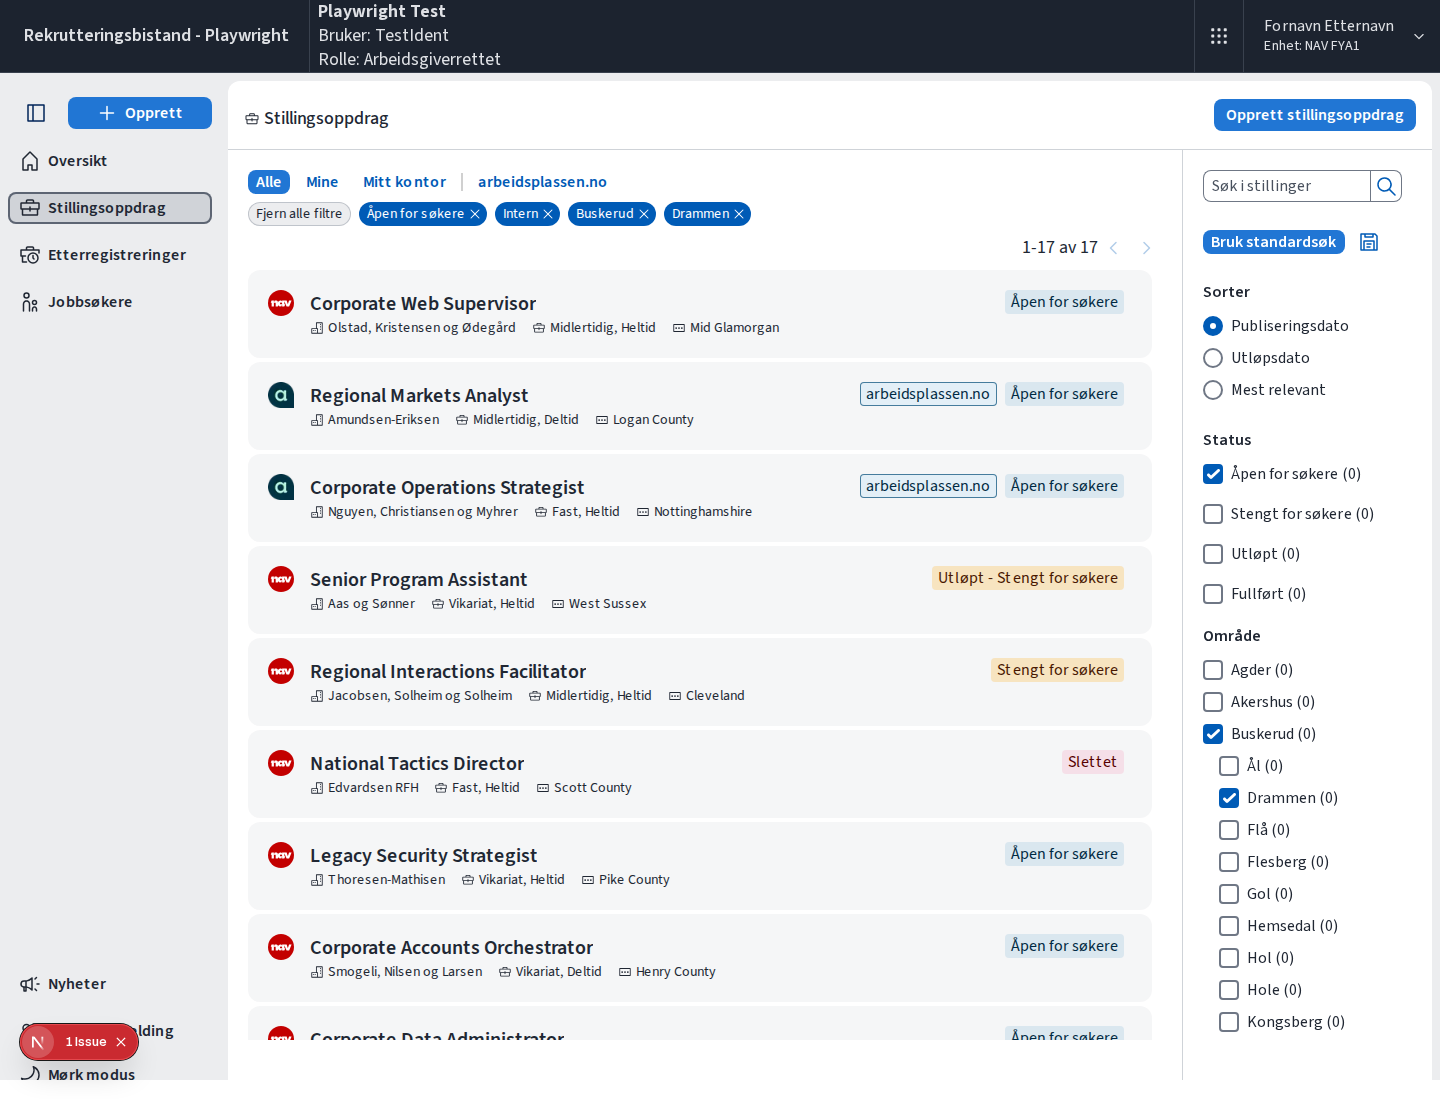 Rekrutteringsbistand - Playwright
Playwright Test
Bruker: TestIdent
Rolle: Arbeidsgiverrettet
Fornavn Etternavn
Enhet: NAV FYA1
Opprett
Oversikt
Stillingsoppdrag
Etterregistreringer
Jobbsøkere
Nyheter
elding
1 Issue
Mørk modus
Stillingsoppdrag
Opprett stillingsoppdrag
Alle
Mine
Mitt kontor
arbeidsplassen.no
Fjern alle filtre
Åpen for søkere
Intern
Buskerud
Drammen
1-17 av 17
nav
Corporate Web Supervisor
Åpen for søkere
Olstad, Kristensen og Ødegård
Midlertidig, Heltid
Mid Glamorgan
a
Regional Markets Analyst
arbeidsplassen.no
Åpen for søkere
Amundsen-Eriksen
Midlertidig, Deltid
Logan County
a
Corporate Operations Strategist
arbeidsplassen.no
Åpen for søkere
Nguyen, Christiansen og Myhrer
Fast, Heltid
Nottinghamshire
nav
Senior Program Assistant
Utløpt - Stengt for søkere
Aas og Sønner
Vikariat, Heltid
West Sussex
nav
Regional Interactions Facilitator
Stengt for søkere
Jacobsen, Solheim og Solheim
Midlertidig, Heltid
Cleveland
nav
National Tactics Director
Slettet
Edvardsen RFH
Fast, Heltid
Scott County
nav
Legacy Security Strategist
Åpen for søkere
Thoresen-Mathisen
Vikariat, Heltid
Pike County
nav
Corporate Accounts Orchestrator
Åpen for søkere
Smogeli, Nilsen og Larsen
Vikariat, Deltid
Henry County
nav
Corporate Data Administrator
Åpen for søkere
Søk i stillinger
Bruk standardsøk
Sorter
Publiseringsdato
Utløpsdato
Mest relevant
Status
Åpen for søkere (0)
Stengt for søkere (0)
Utløpt (0)
Fullført (0)
Område
Agder (0)
Akershus (0)
Buskerud (0)
Ål (0)
Drammen (0)
Flå (0)
Flesberg (0)
Gol (0)
Hemsedal (0)
Hol (0)
Hole (0)
Kongsberg (0)